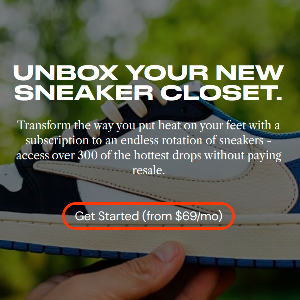 UNBOX YOUR NEW
SNEAKER CLOSET.
Transform the way you put heat on your feet with a
subscription to an endless rotation of sneakers -
access over 300 of the hottest drops without paying
resale.
Get Started (from $69/mo)